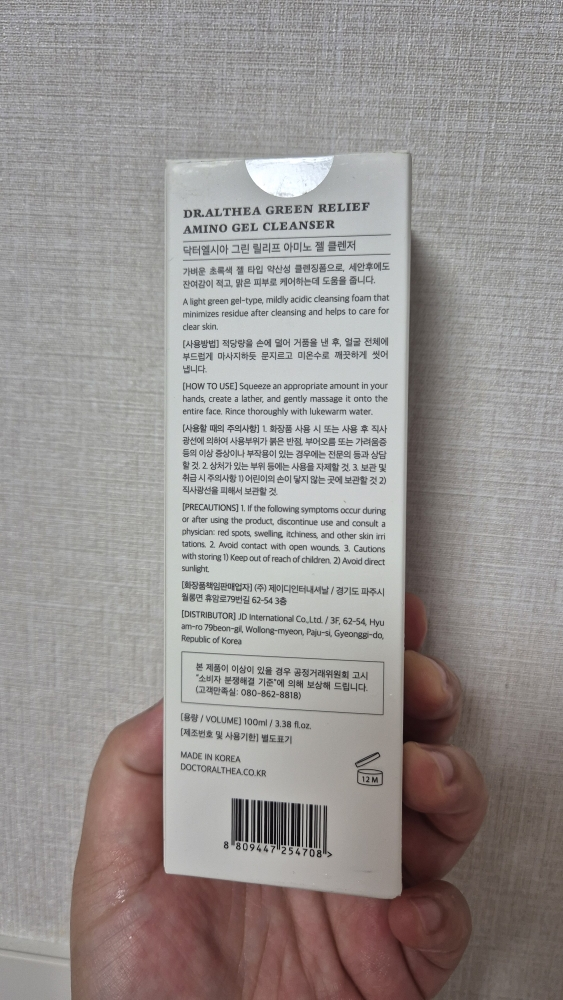 DR.ALTHEA GREEN RELIEF
AMINO GEL CLEANSER
닥터엘시아 그린 릴리프 아미노 젤 클렌저
가벼운 초록색 젤 타입 약산성 클렌징폼으로, 세안후에도
잔여감이 적고, 맑은 피부로 케어하는데 도움을 줍니다.
A light green gel-type, mildly acidic cleansing foam that
minimizes residue after cleansing and helps to care for
clear skin.
[사용방법] 적당량을 손에 덜어 거품을 낸 후, 얼굴 전체에
부드럽게 마사지하듯 문지르고 미온수로 깨끗하게 씻어
냅니다.
[HOW TO USE] Squeeze an appropriate amount in your
hands, create a lather, and gently massage it onto the
entire face. Rince thoroughly with lukewarm water.
[사용할 때의 주의사항] 1. 화장품 사용 시 또는 사용 후 직사
광선에 의하여 사용부위가 붉은 반점, 부어오름 또는 가려움증
등의 이상 증상이나 부작용이 있는 경우에는 전문의 등과 상담
할 것. 2. 상처가 있는 부위 등에는 사용을 자제할 것. 3. 보관 및
취급 시 주의사항 1) 어린이의 손이 닿지 않는 곳에 보관할 것 2)
직사광선을 피해서 보관할 것.
[PRECAUTIONS] 1. If the following symptoms occur during
or after using the product, discontinue use and consult a
physician: red spots, swelling, itchiness, and other skin irri
tations. 2. Avoid contact with open wounds. 3. Cautions
with storing 1) Keep out of reach of children. 2) Avoid direct
sunlight.
[화장품책임판매업자] (주) 제이디인터내셔날 / 경기도 파주시
월롱면 휴암로79번길 62-54 3층
[DISTRIBUTOR] JD International Co.,Ltd. / 3F, 62-54, Hyu
am-ro 79beon-gil, Wollong-myeon, Paju-si, Gyeonggi-do,
Republic of Korea
본 제품이 이상이 있을 경우 공정거래위원회 고시
"소비자 분쟁해결 기준"에 의해 보상해 드립니다.
(고객만족실: 080-862-8818)
[용량 / VOLUME] 100ml / 3.38 fl.oz.
[제조번호 및 사용기한] 별도표기
MADE IN KOREA
DOCTORALTHEA.CO.KR
12 M
8 809447 254708 >